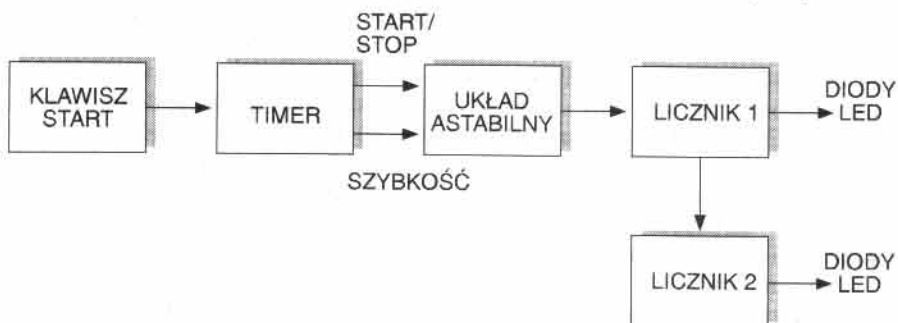 START/
STOP
KLAWISZ
START
TIMER
UKŁAD
ASTABILNY
LICZNIK 1
DIODY
LED
SZYBKOŚĆ
LICZNIK 2
DIODY
LED